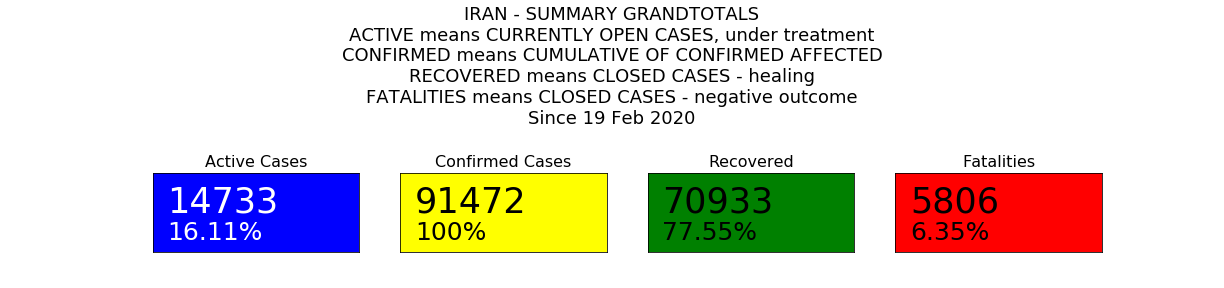 IRAN - SUMMARY GRANDTOTALS
ACTIVE means CURRENTLY OPEN CASES, under treatment
CONFIRMED means CUMULATIVE OF CONFIRMED AFFECTED
RECOVERED means CLOSED CASES - healing
FATALITIES means CLOSED CASES - negative outcome
Since 19 Feb 2020
Active Cases
14733
16.11%
Confirmed Cases
91472
100%
Recovered
70933
77.55%
Fatalities
5806
6.35%